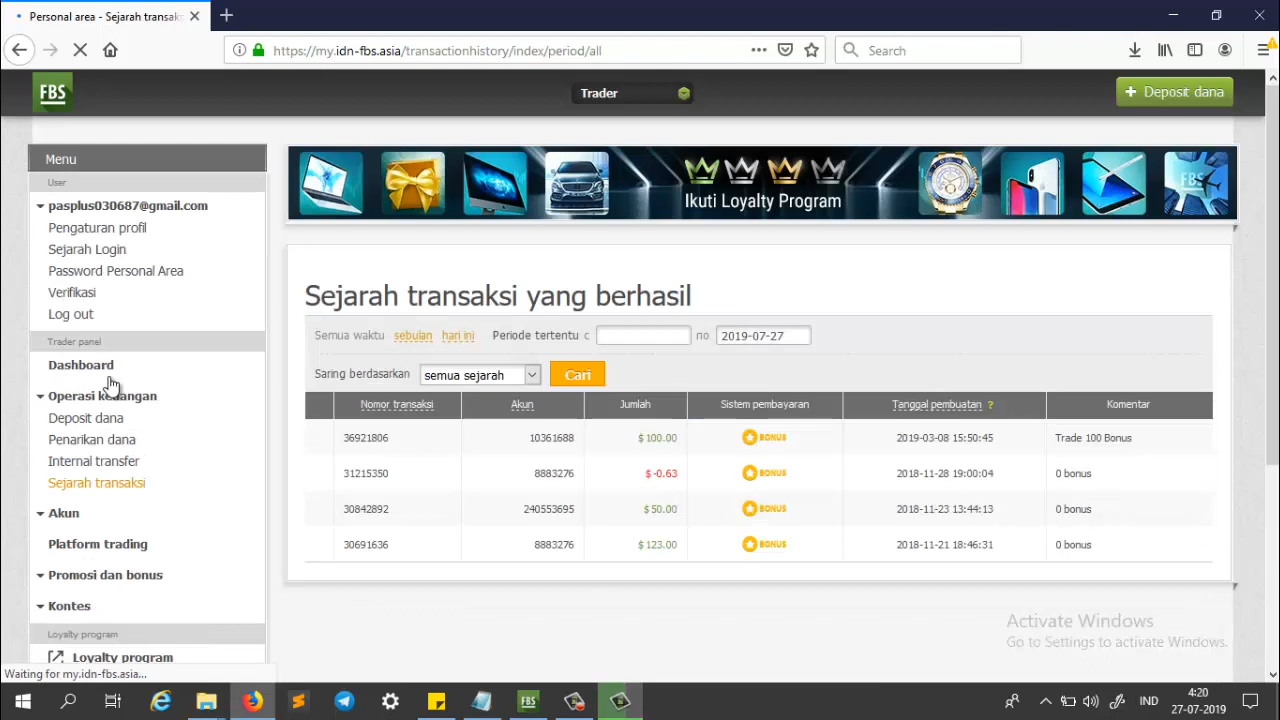 Personal area - Sejarah transaks
https://my.idn-fbs.asia/transactionhistory/index/period/all
Search
FBS
Trader
+ Deposit dana
Menu
User
pasplus030687@gmail.com
Pengaturan profil
Sejarah Login
Password Personal Area
Verifikasi
Log out
Trader panel
Dashboard
Operasi keuangan
Deposit dana
Penarikan dana
Internal transfer
Sejarah transaksi
Akun
Platform trading
Promosi dan bonus
Kontes
Loyalty program
Loyalty program
Ikuti Loyalty Program
FBS
Sejarah transaksi yang berhasil
Semua waktu sebulan hari ini Periode tertentu c no 2019-07-27
Saring berdasarkan semua sejarah Cari
Nomor transaksi Akun Jumlah Sistem pembayaran Tanggal pembuatan ? Komentar
36921806 10361688 $ 100.00 BONUS 2019-03-08 15:50:45 Trade 100 Bonus
31215350 8883276 $ -0.63 BONUS 2018-11-28 19:00:04 0 bonus
30842892 240553695 $ 50.00 BONUS 2018-11-23 13:44:13 0 bonus
30691636 8883276 $ 123.00 BONUS 2018-11-21 18:46:31 0 bonus
Activate Windows
Go to Settings to activate Windows.
Waiting for my.idn-fbs.asia...
FBS
IND
4:20
27-07-2019